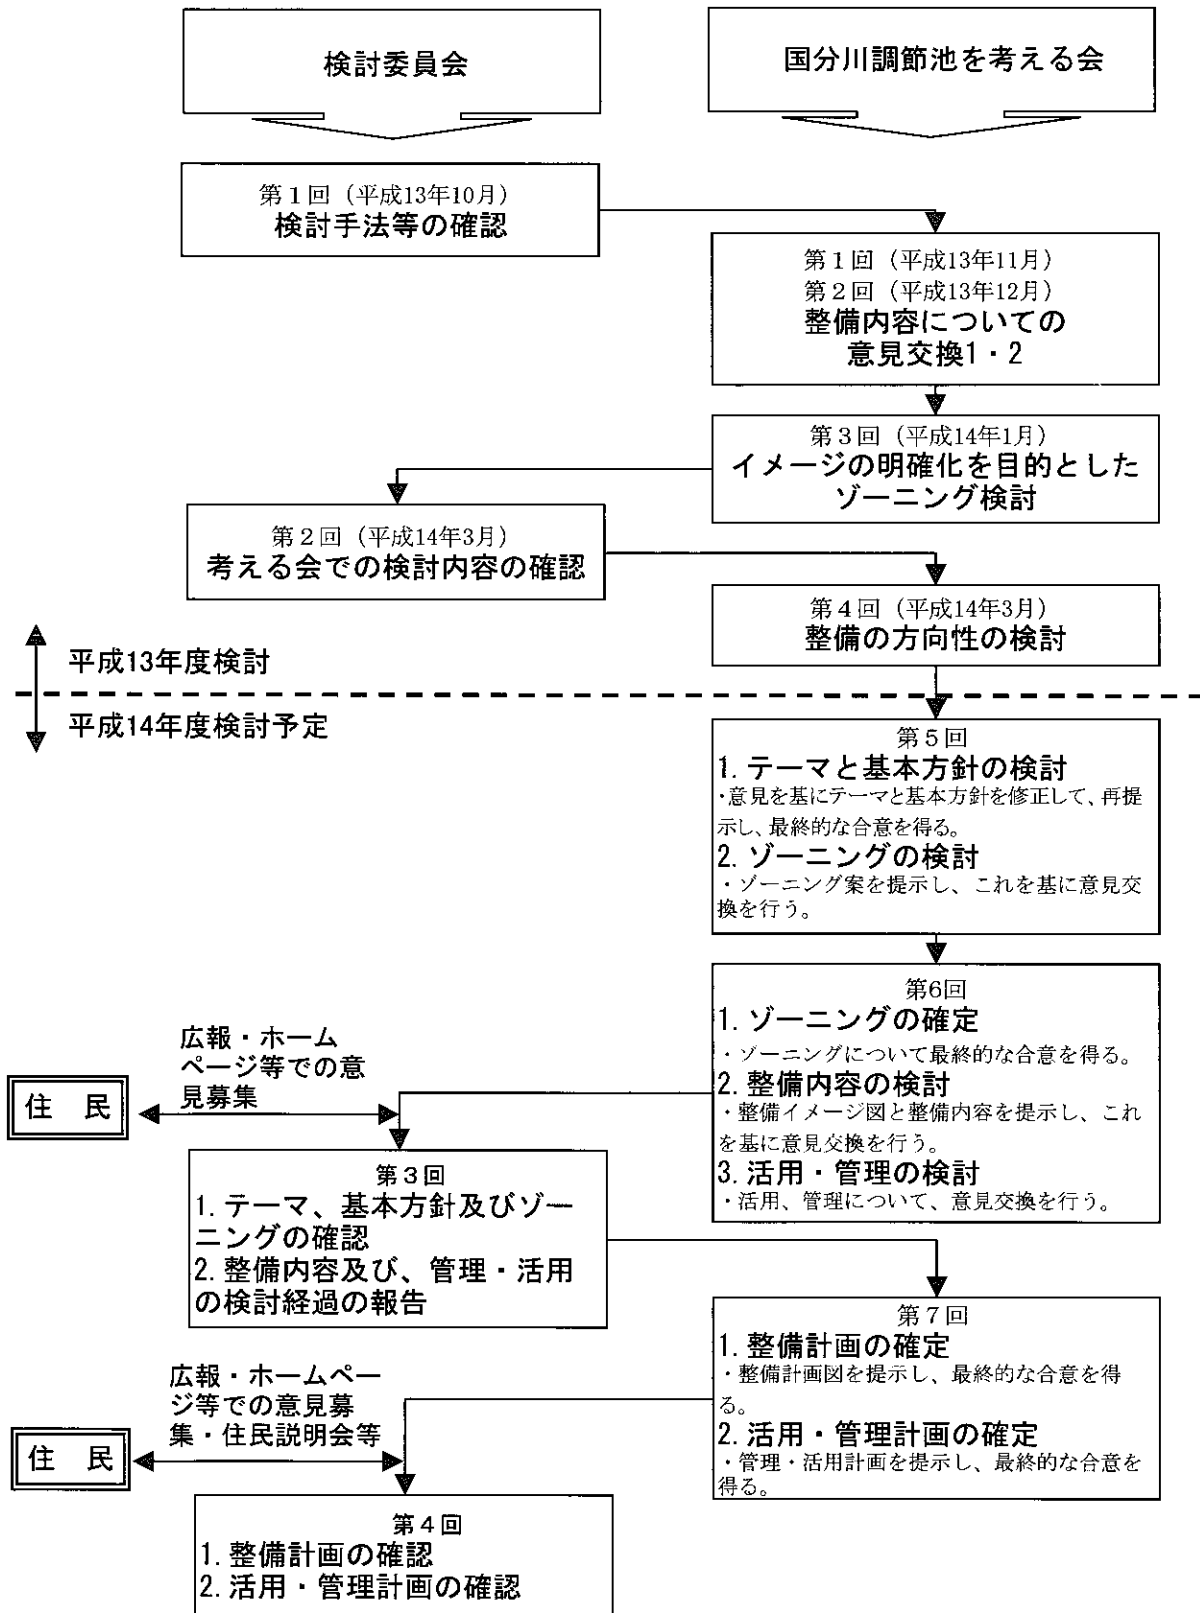 検討委員会
国分川調節池を考える会
第１回（平成13年10月）
検討手法等の確認
第１回（平成13年11月）
第２回（平成13年12月）
整備内容についての
意見交換1・2
第３回（平成14年1月）
イメージの明確化を目的とした
ゾーニング検討
第２回（平成14年3月）
考える会での検討内容の確認
第４回（平成14年3月）
整備の方向性の検討
平成13年度検討
平成14年度検討予定
第５回
1. テーマと基本方針の検討
・意見を基にテーマと基本方針を修正して、再提
示し、最終的な合意を得る。
2. ゾーニングの検討
・ゾーニング案を提示し、これを基に意見交
換を行う。
第6回
1. ゾーニングの確定
・ゾーニングについて最終的な合意を得る。
2. 整備内容の検討
・整備イメージ図と整備内容を提示し、これ
を基に意見交換を行う。
3. 活用・管理の検討
・活用、管理について、意見交換を行う。
広報・ホーム
ページ等での意
見募集
住　民
第３回
1. テーマ、基本方針及びゾー
ニングの確認
2. 整備内容及び、管理・活用
の検討経過の報告
第７回
1. 整備計画の確定
・整備計画図を提示し、最終的な合意を得
る。
2. 活用・管理計画の確定
・管理・活用計画を提示し、最終的な合意を
得る。
広報・ホームペー
ジ等での意見募
集・住民説明会等
住　民
第４回
1. 整備計画の確認
2. 活用・管理計画の確認